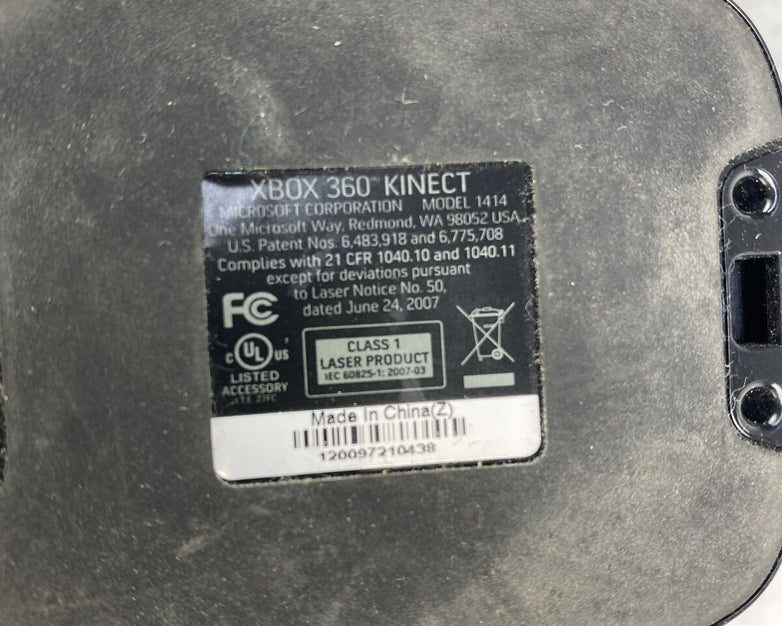 XBOX 360™ KINECT
MICROSOFT CORPORATION MODEL 1414
One Microsoft Way, Redmond, WA 98052 USA
U.S. Patent Nos. 6,483,918 and 6,775,708
Complies with 21 CFR 1040.10 and 1040.11
except for deviations pursuant
to Laser Notice No. 50,
dated June 24, 2007
FC
C UL US
LISTED
ACCESSORY
I.T.E. 27FC
CLASS 1
LASER PRODUCT
IEC 60825-1: 2007-03
Made In China(Z)
120097210438